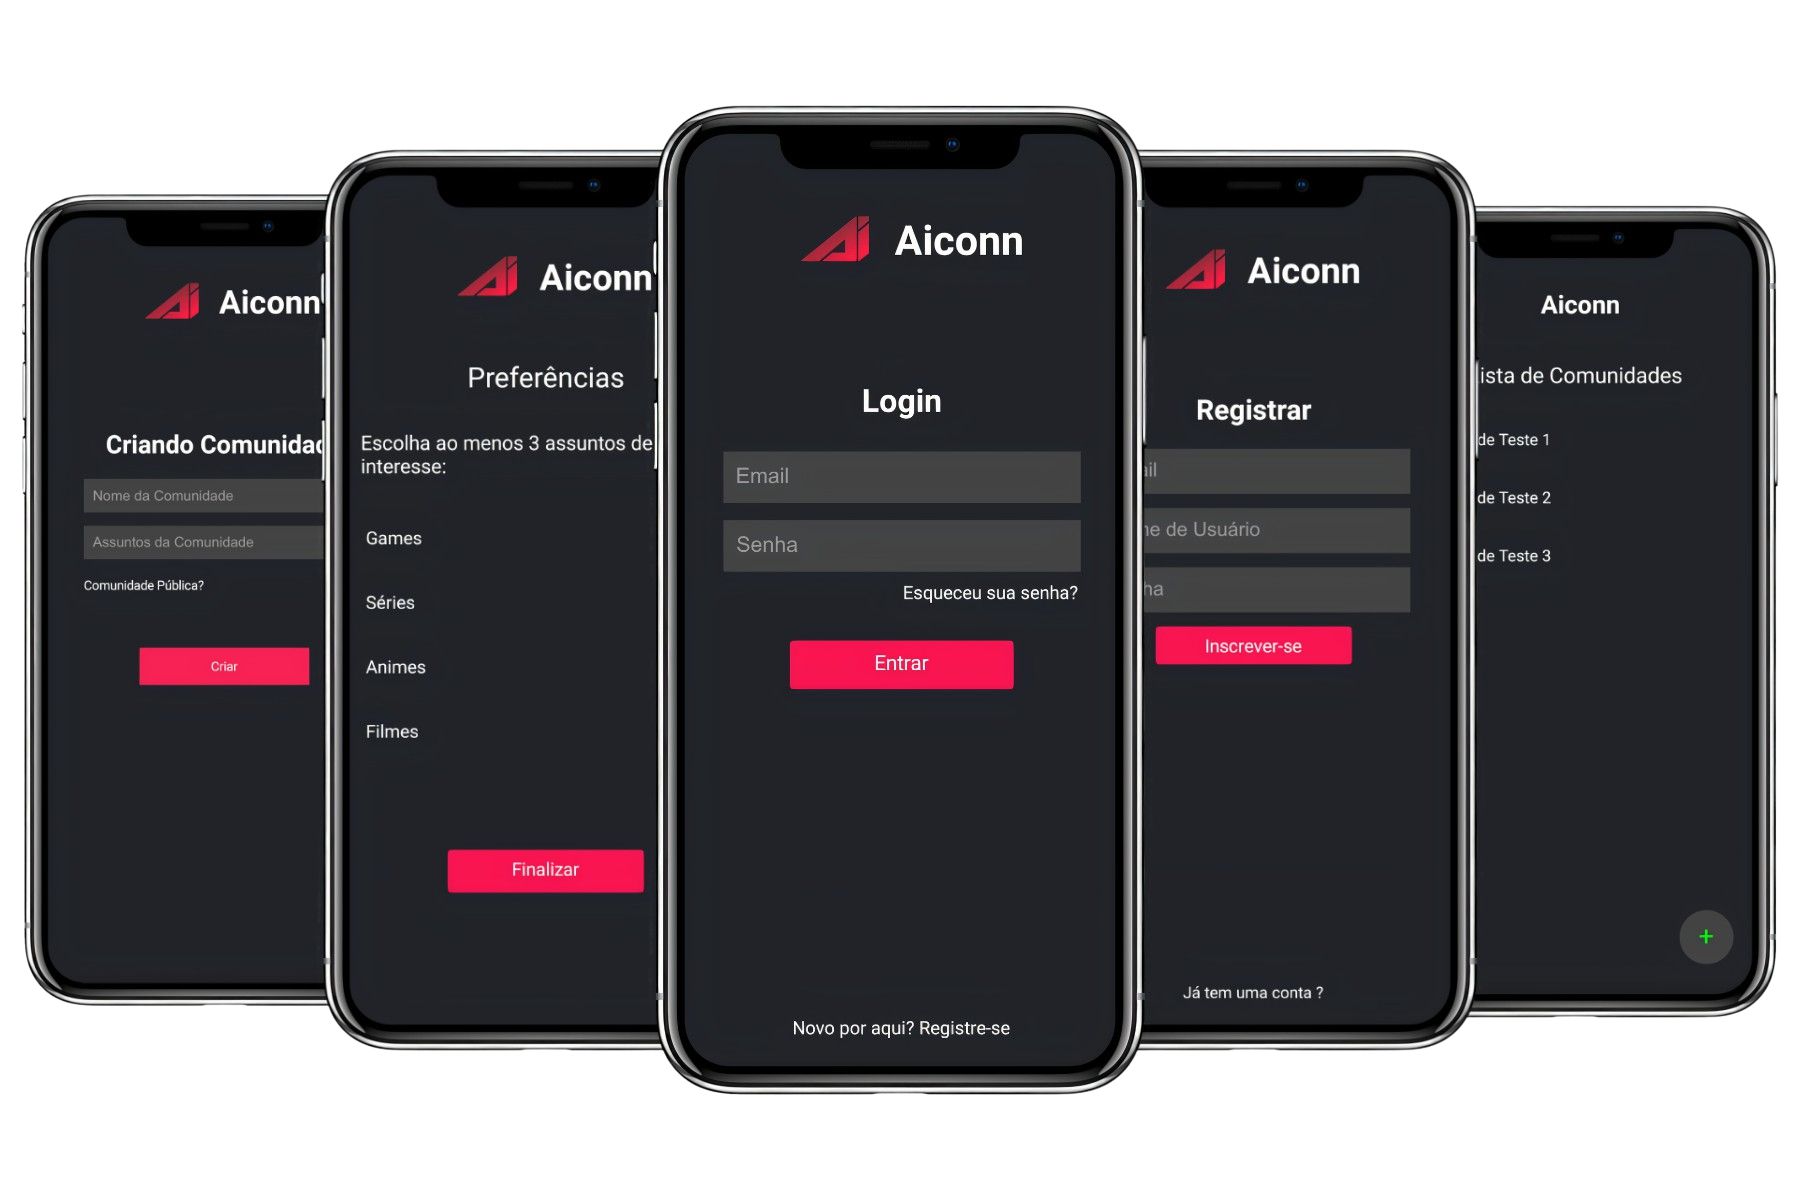 Aiconn
Criando Comunidad
Nome da Comunidade
Assuntos da Comunidade
Comunidade Pública?
Criar
Aiconn
Preferências
Escolha ao menos 3 assuntos de
interesse:
Games
Séries
Animes
Filmes
Finalizar
Aiconn
Login
Email
Senha
Esqueceu sua senha?
Entrar
Novo por aqui? Registre-se
Aiconn
Registrar
il
e de Usuário
ha
Inscrever-se
Já tem uma conta ?
Aiconn
ista de Comunidades
de Teste 1
de Teste 2
de Teste 3
+